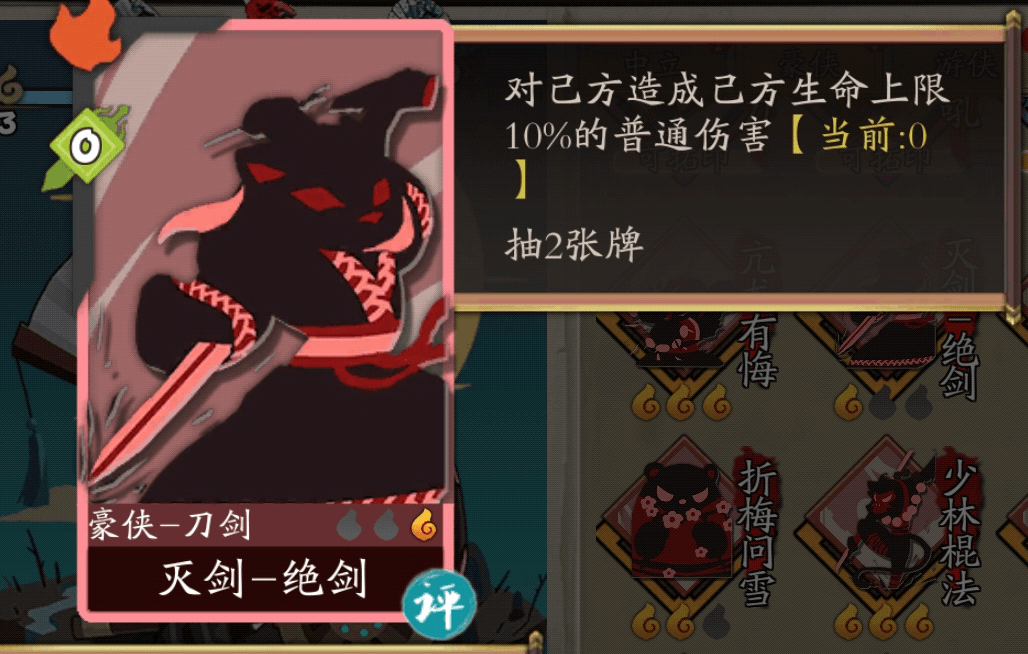 对己方造成己方生命上限
10%的普通伤害【当前:0
】
抽2张牌
0
3
豪侠-刀剑
灭剑-绝剑
评
有悔
灭剑-绝剑
折梅问雪
少林棍法